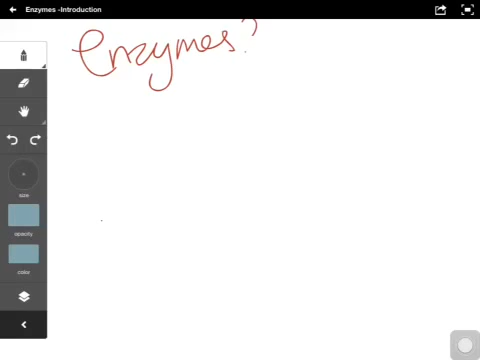 Enzymes -Introduction
Enzymes?
size
opacity
color